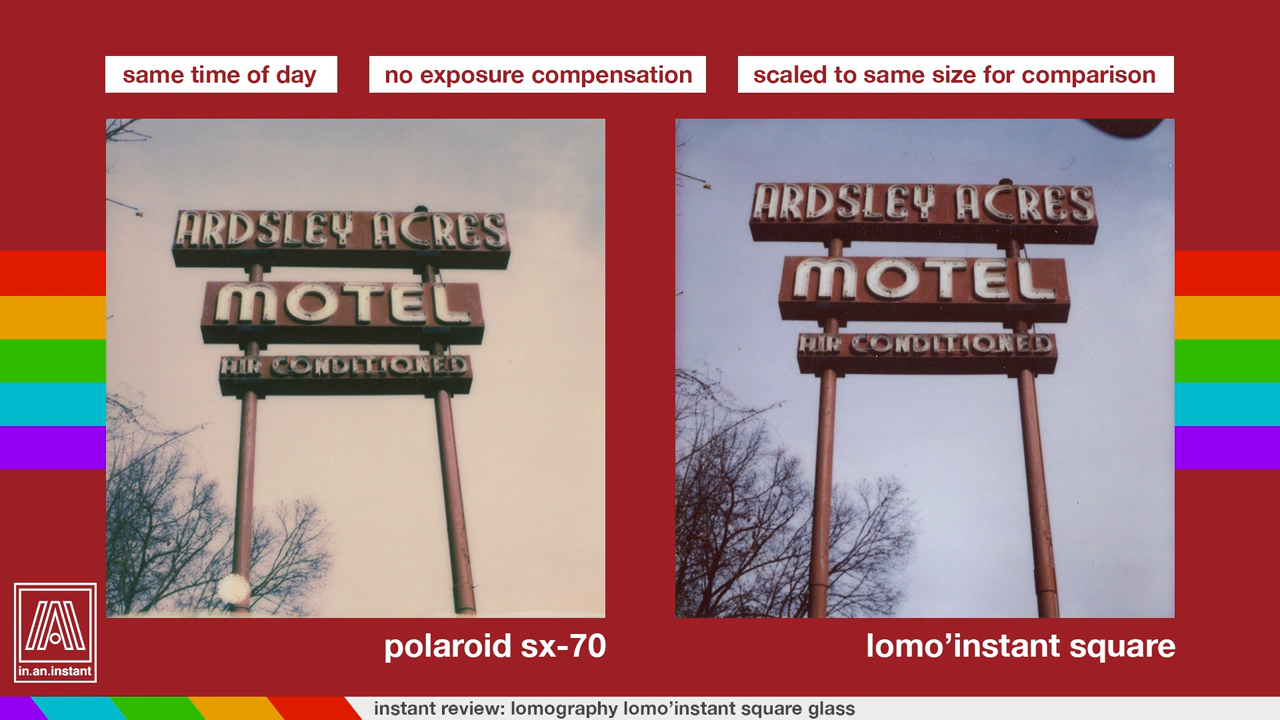 same time of day
no exposure compensation
scaled to same size for comparison
ARDSLEY ACRES
MOTEL
AIR CONDITIONED
ARDSLEY ACRES
MOTEL
AIR CONDITIONED
polaroid sx-70
lomo’instant square
in.an.instant
instant review: lomography lomo’instant square glass